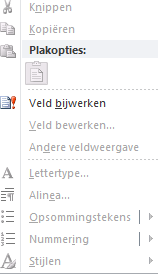 Knippen
Kopiëren
Plakopties:
Veld bijwerken
Veld bewerken...
Andere veldweergave
Lettertype...
Alinea...
Opsommingstekens
Nummering
Stijlen